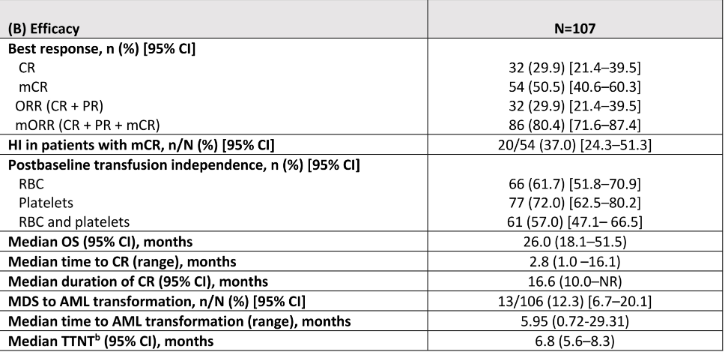 (B) Efficacy N=107
Best response, n (%) [95% CI]
CR 32 (29.9) [21.4–39.5]
mCR 54 (50.5) [40.6–60.3]
ORR (CR + PR) 32 (29.9) [21.4–39.5]
mORR (CR + PR + mCR) 86 (80.4) [71.6–87.4]
HI in patients with mCR, n/N (%) [95% CI] 20/54 (37.0) [24.3–51.3]
Postbaseline transfusion independence, n (%) [95% CI]
RBC 66 (61.7) [51.8–70.9]
Platelets 77 (72.0) [62.5–80.2]
RBC and platelets 61 (57.0) [47.1– 66.5]
Median OS (95% CI), months 26.0 (18.1–51.5)
Median time to CR (range), months 2.8 (1.0 –16.1)
Median duration of CR (95% CI), months 16.6 (10.0–NR)
MDS to AML transformation, n/N (%) [95% CI] 13/106 (12.3) [6.7–20.1]
Median time to AML transformation (range), months 5.95 (0.72-29.31)
Median TTNTᵇ (95% CI), months 6.8 (5.6–8.3)